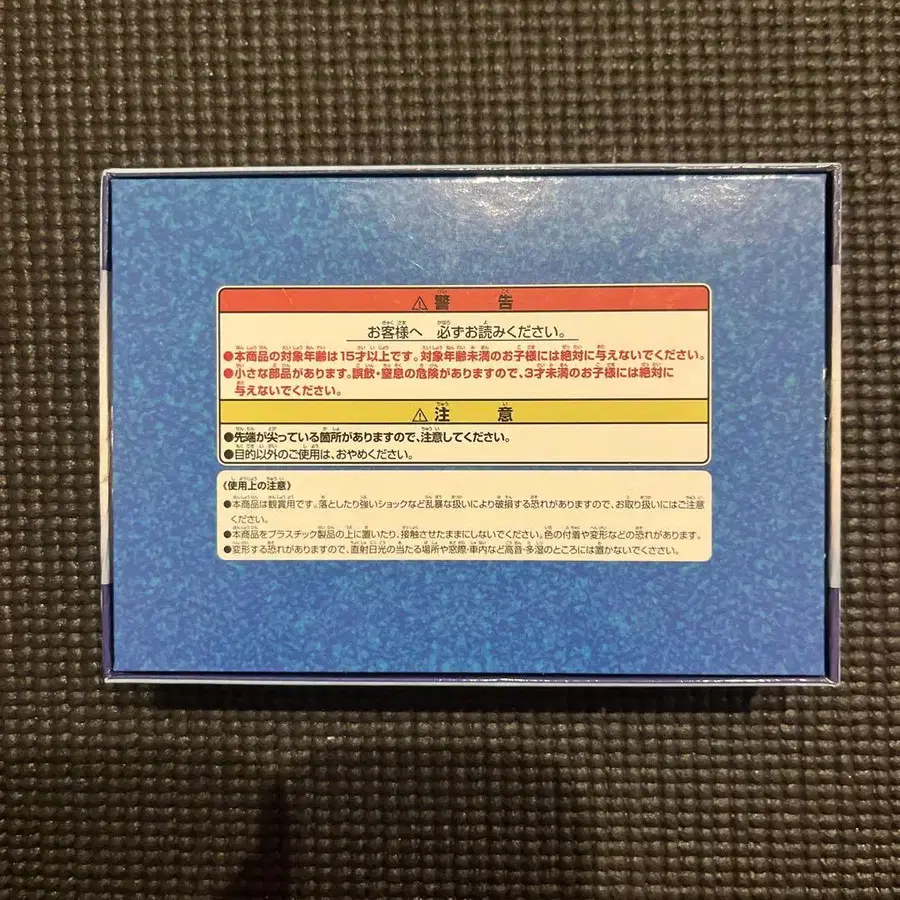 ⚠警 告
お客様へ 必ずお読みください。
●本商品の対象年齢は15才以上です。対象年齢未満のお子様には絶対に与えないでください。
●小さな部品があります。誤飲・窒息の危険がありますので、3才未満のお子様には絶対に
与えないでください。
⚠注 意
●先端が尖っている箇所がありますので、注意してください。
●目的以外のご使用は、おやめください。
《使用上の注意》
●本商品は観賞用です。落としたり強いショックなど乱暴な扱いにより破損する恐れがありますので、お取り扱いにはご注意
ください。
●本商品をプラスチック製品の上に置いたり、接触させたままにしないでください。色の付着や変形などの恐れがあります。
●変形する恐れがありますので、直射日光の当たる場所や窓際・車内など高音・多湿のところには置かないでください。